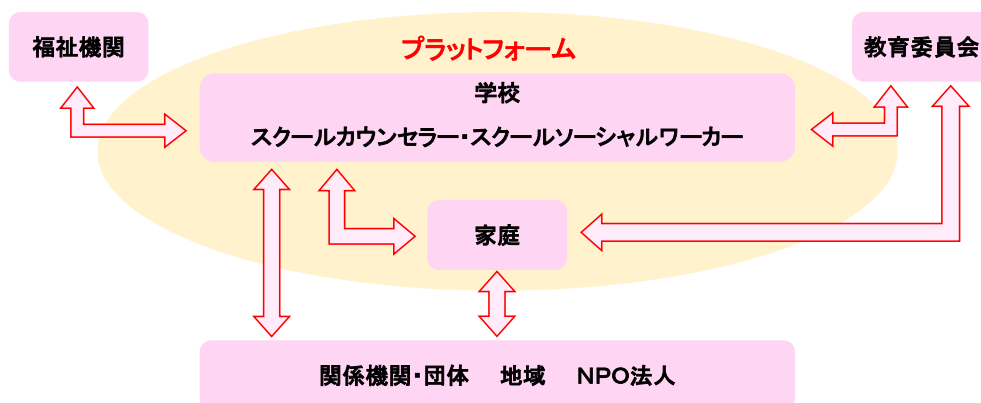 福祉機関
プラットフォーム
教育委員会
学校
スクールカウンセラー・スクールソーシャルワーカー
家庭
関係機関・団体 地域 NPO法人